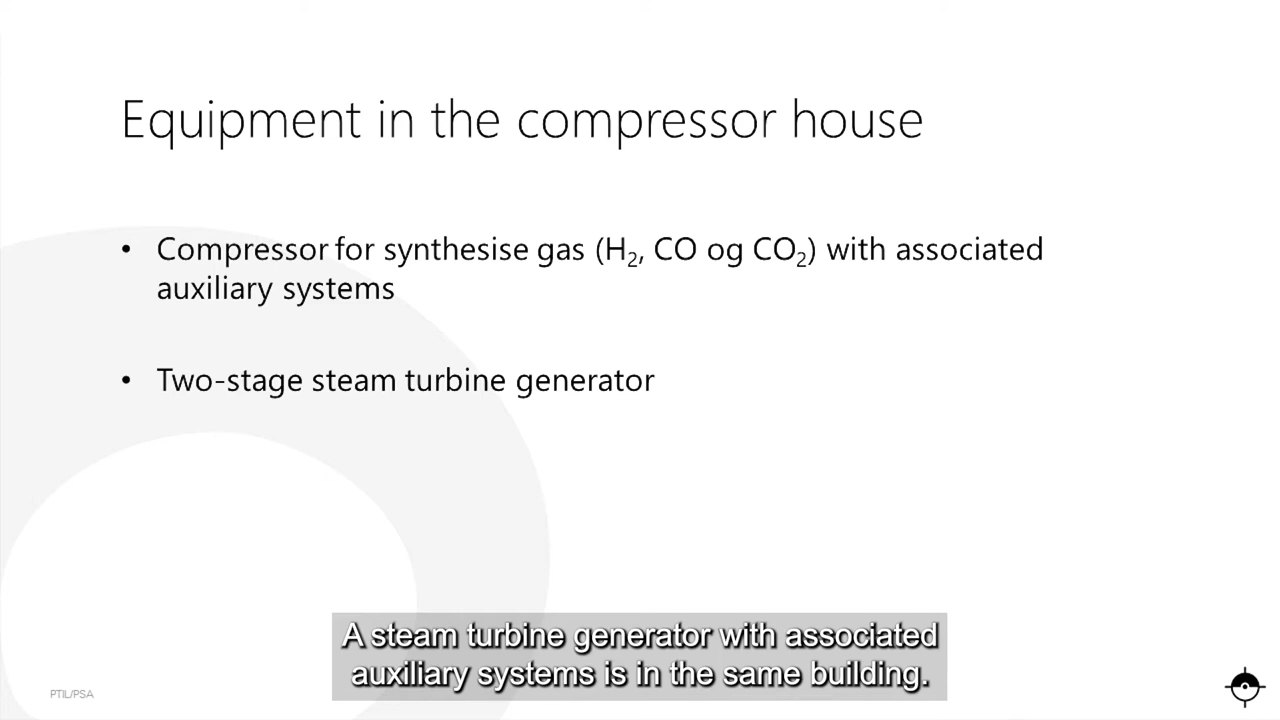 Equipment in the compressor house
• Compressor for synthesise gas (H₂, CO og CO₂) with associated
auxiliary systems
• Two-stage steam turbine generator
A steam turbine generator with associated
auxiliary systems is in the same building.
PTIL/PSA